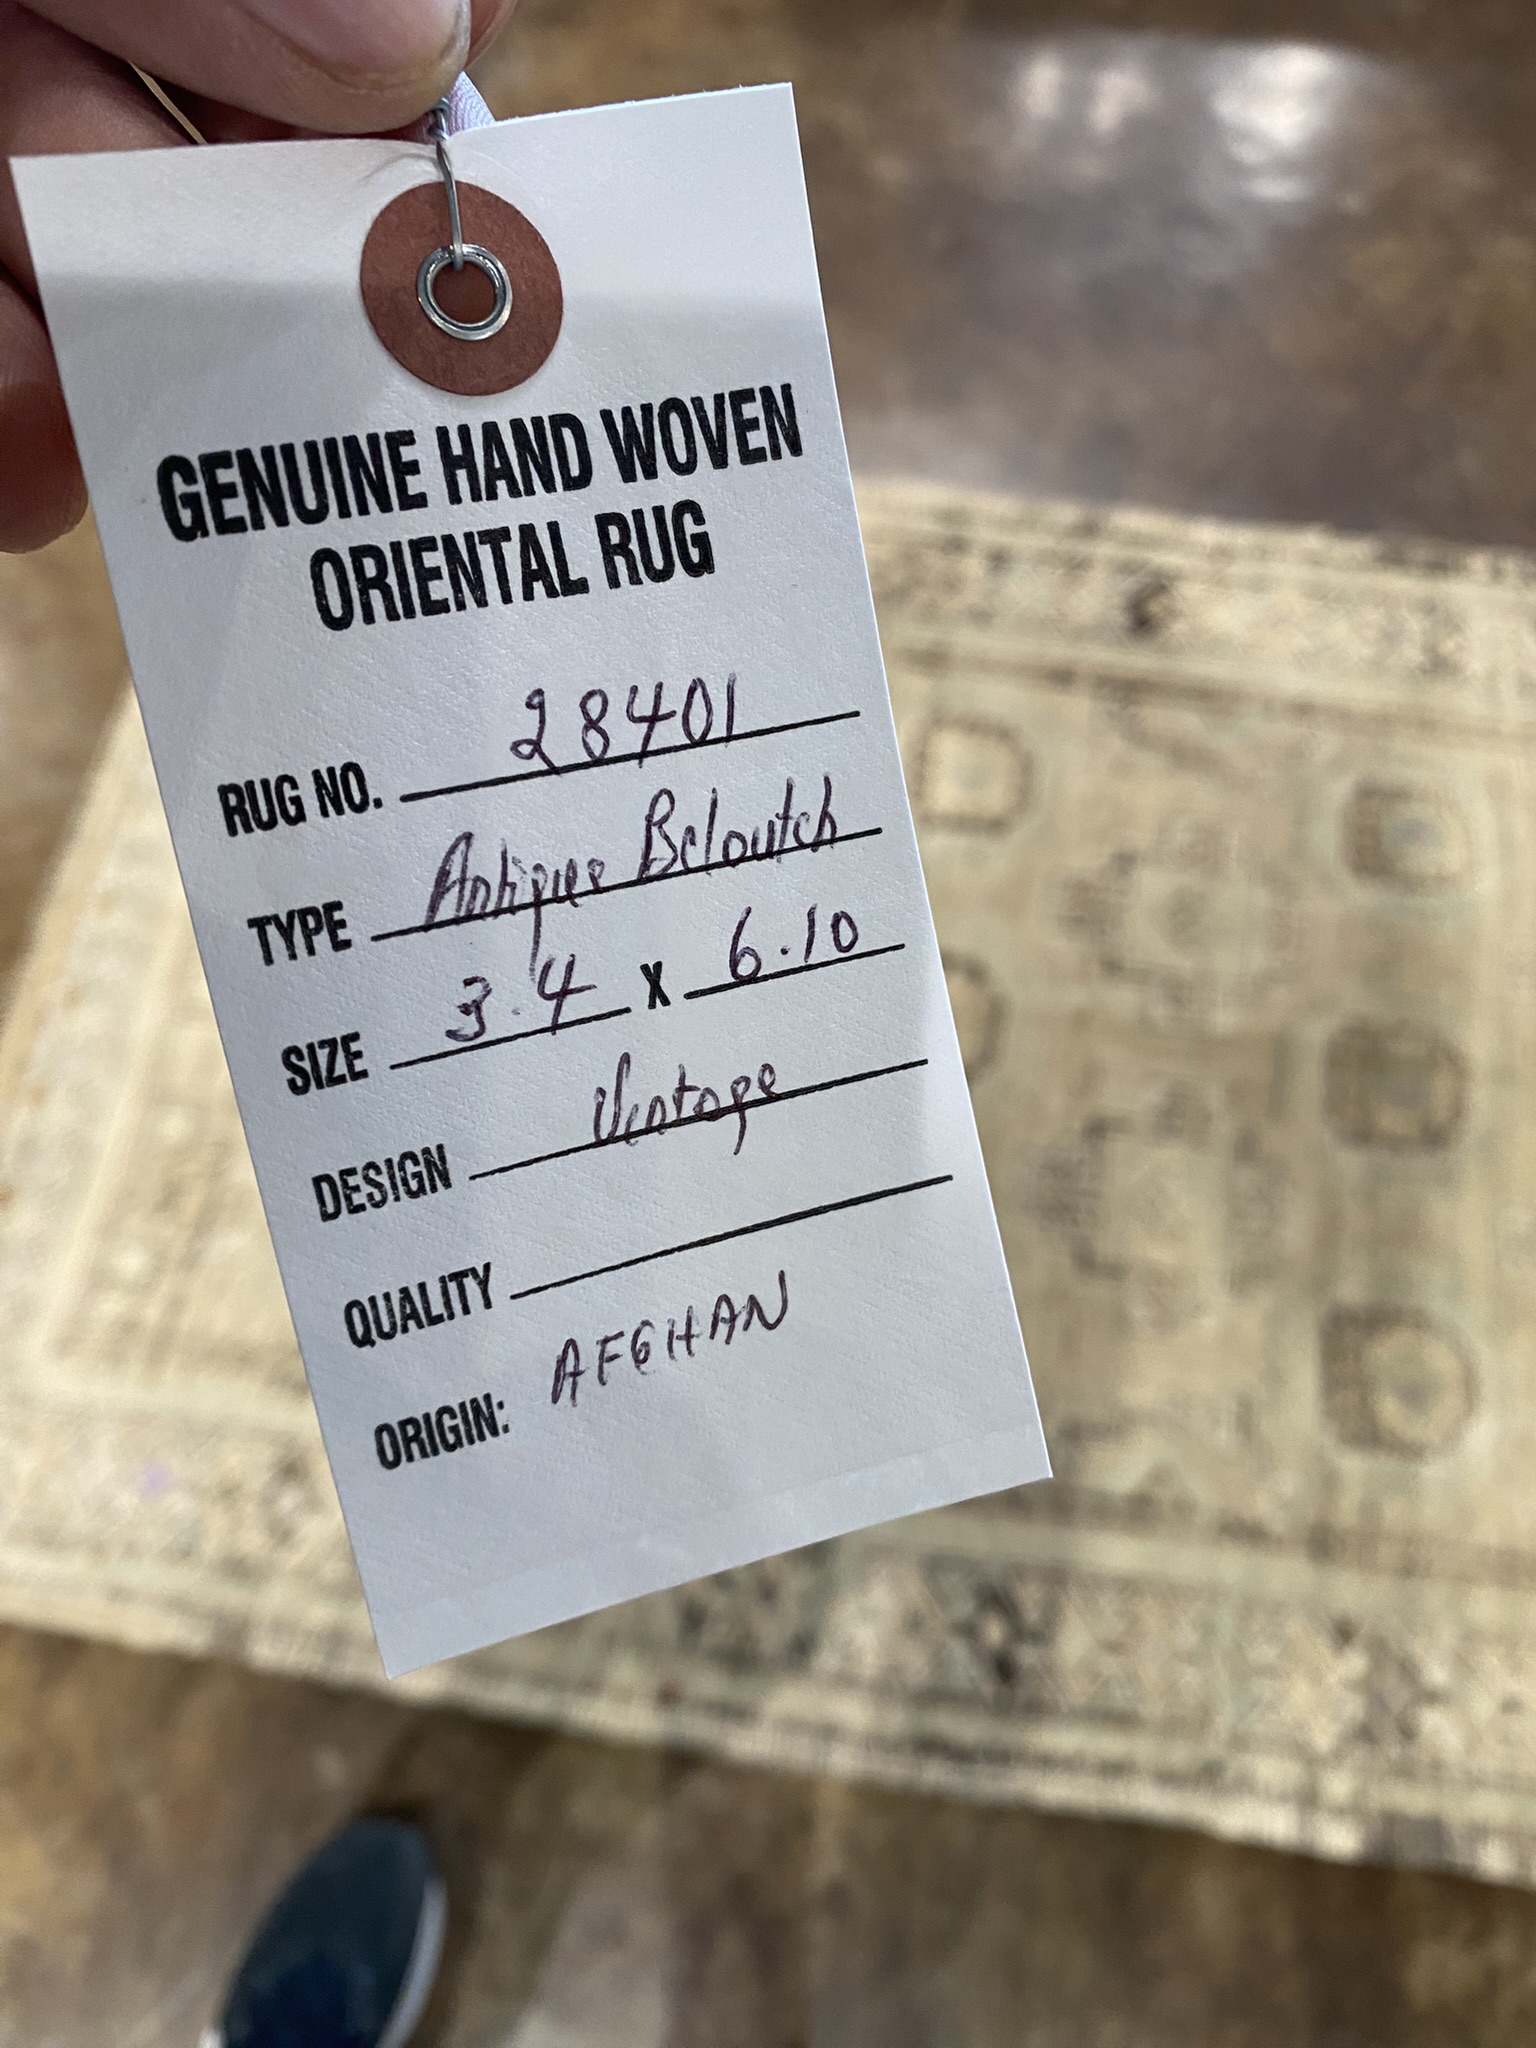 GENUINE HAND WOVEN
ORIENTAL RUG
RUG NO. 28401
TYPE Antique Beloutch
SIZE 3.4 X 6.10
DESIGN Vintage
QUALITY
ORIGIN: AFGHAN